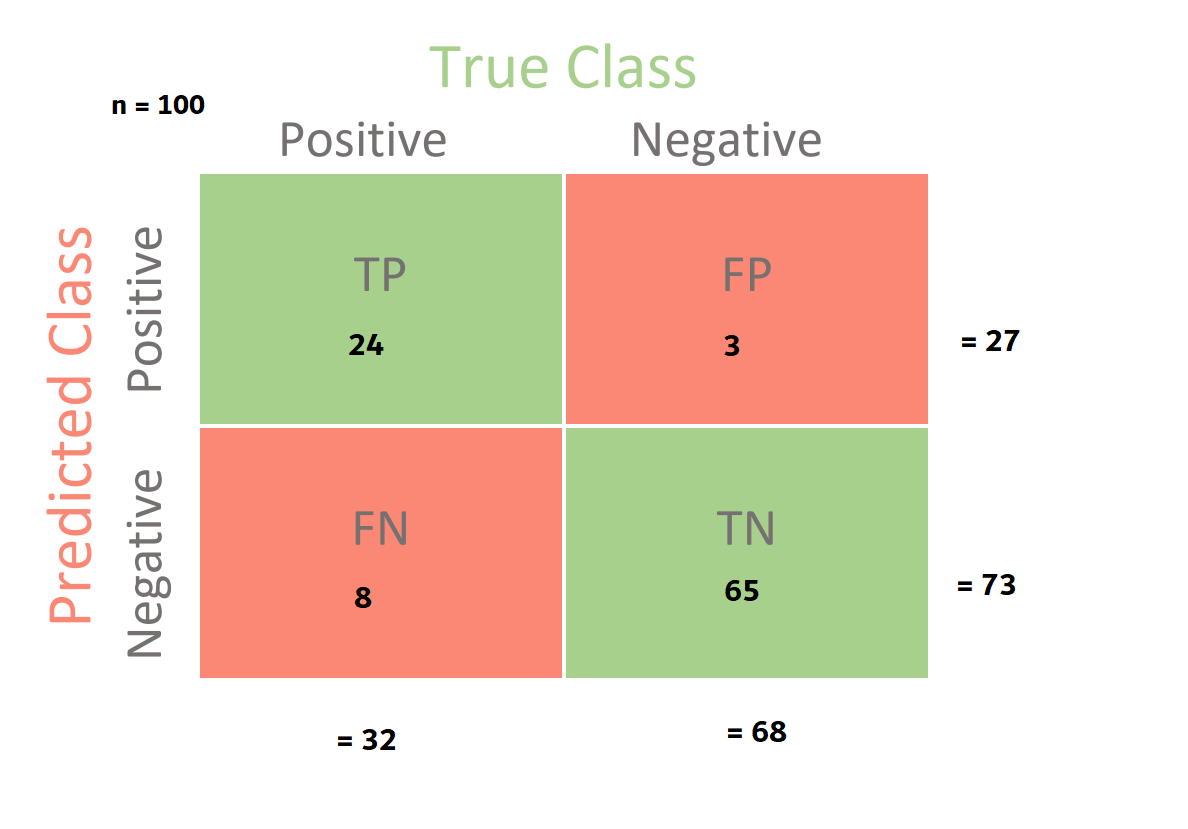 True Class
n = 100
Positive Negative
Predicted Class
Positive
TP FP
24 3
= 27
Negative
FN TN
8 65
= 73
= 32 = 68